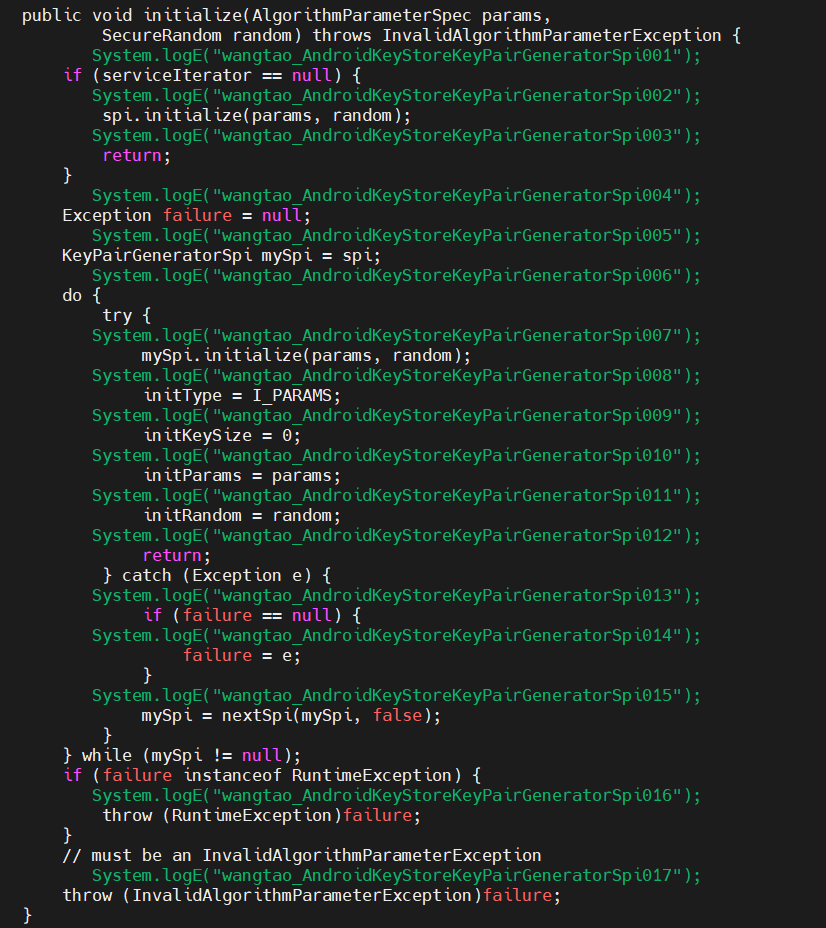 public void initialize(AlgorithmParameterSpec params,
SecureRandom random) throws InvalidAlgorithmParameterException {
System.logE("wangtao_AndroidKeyStoreKeyPairGeneratorSpi001");
if (serviceIterator == null) {
System.logE("wangtao_AndroidKeyStoreKeyPairGeneratorSpi002");
spi.initialize(params, random);
System.logE("wangtao_AndroidKeyStoreKeyPairGeneratorSpi003");
return;
}
System.logE("wangtao_AndroidKeyStoreKeyPairGeneratorSpi004");
Exception failure = null;
System.logE("wangtao_AndroidKeyStoreKeyPairGeneratorSpi005");
KeyPairGeneratorSpi mySpi = spi;
System.logE("wangtao_AndroidKeyStoreKeyPairGeneratorSpi006");
do {
try {
System.logE("wangtao_AndroidKeyStoreKeyPairGeneratorSpi007");
mySpi.initialize(params, random);
System.logE("wangtao_AndroidKeyStoreKeyPairGeneratorSpi008");
initType = I_PARAMS;
System.logE("wangtao_AndroidKeyStoreKeyPairGeneratorSpi009");
initKeySize = 0;
System.logE("wangtao_AndroidKeyStoreKeyPairGeneratorSpi010");
initParams = params;
System.logE("wangtao_AndroidKeyStoreKeyPairGeneratorSpi011");
initRandom = random;
System.logE("wangtao_AndroidKeyStoreKeyPairGeneratorSpi012");
return;
} catch (Exception e) {
System.logE("wangtao_AndroidKeyStoreKeyPairGeneratorSpi013");
if (failure == null) {
System.logE("wangtao_AndroidKeyStoreKeyPairGeneratorSpi014");
failure = e;
}
System.logE("wangtao_AndroidKeyStoreKeyPairGeneratorSpi015");
mySpi = nextSpi(mySpi, false);
}
} while (mySpi != null);
if (failure instanceof RuntimeException) {
System.logE("wangtao_AndroidKeyStoreKeyPairGeneratorSpi016");
throw (RuntimeException)failure;
}
// must be an InvalidAlgorithmParameterException
System.logE("wangtao_AndroidKeyStoreKeyPairGeneratorSpi017");
throw (InvalidAlgorithmParameterException)failure;
}